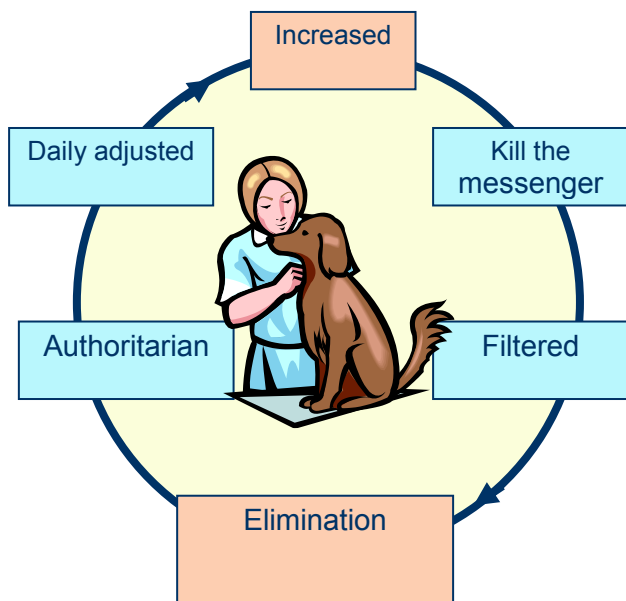 Increased
Daily adjusted
Kill the
messenger
Authoritarian
Filtered
Elimination